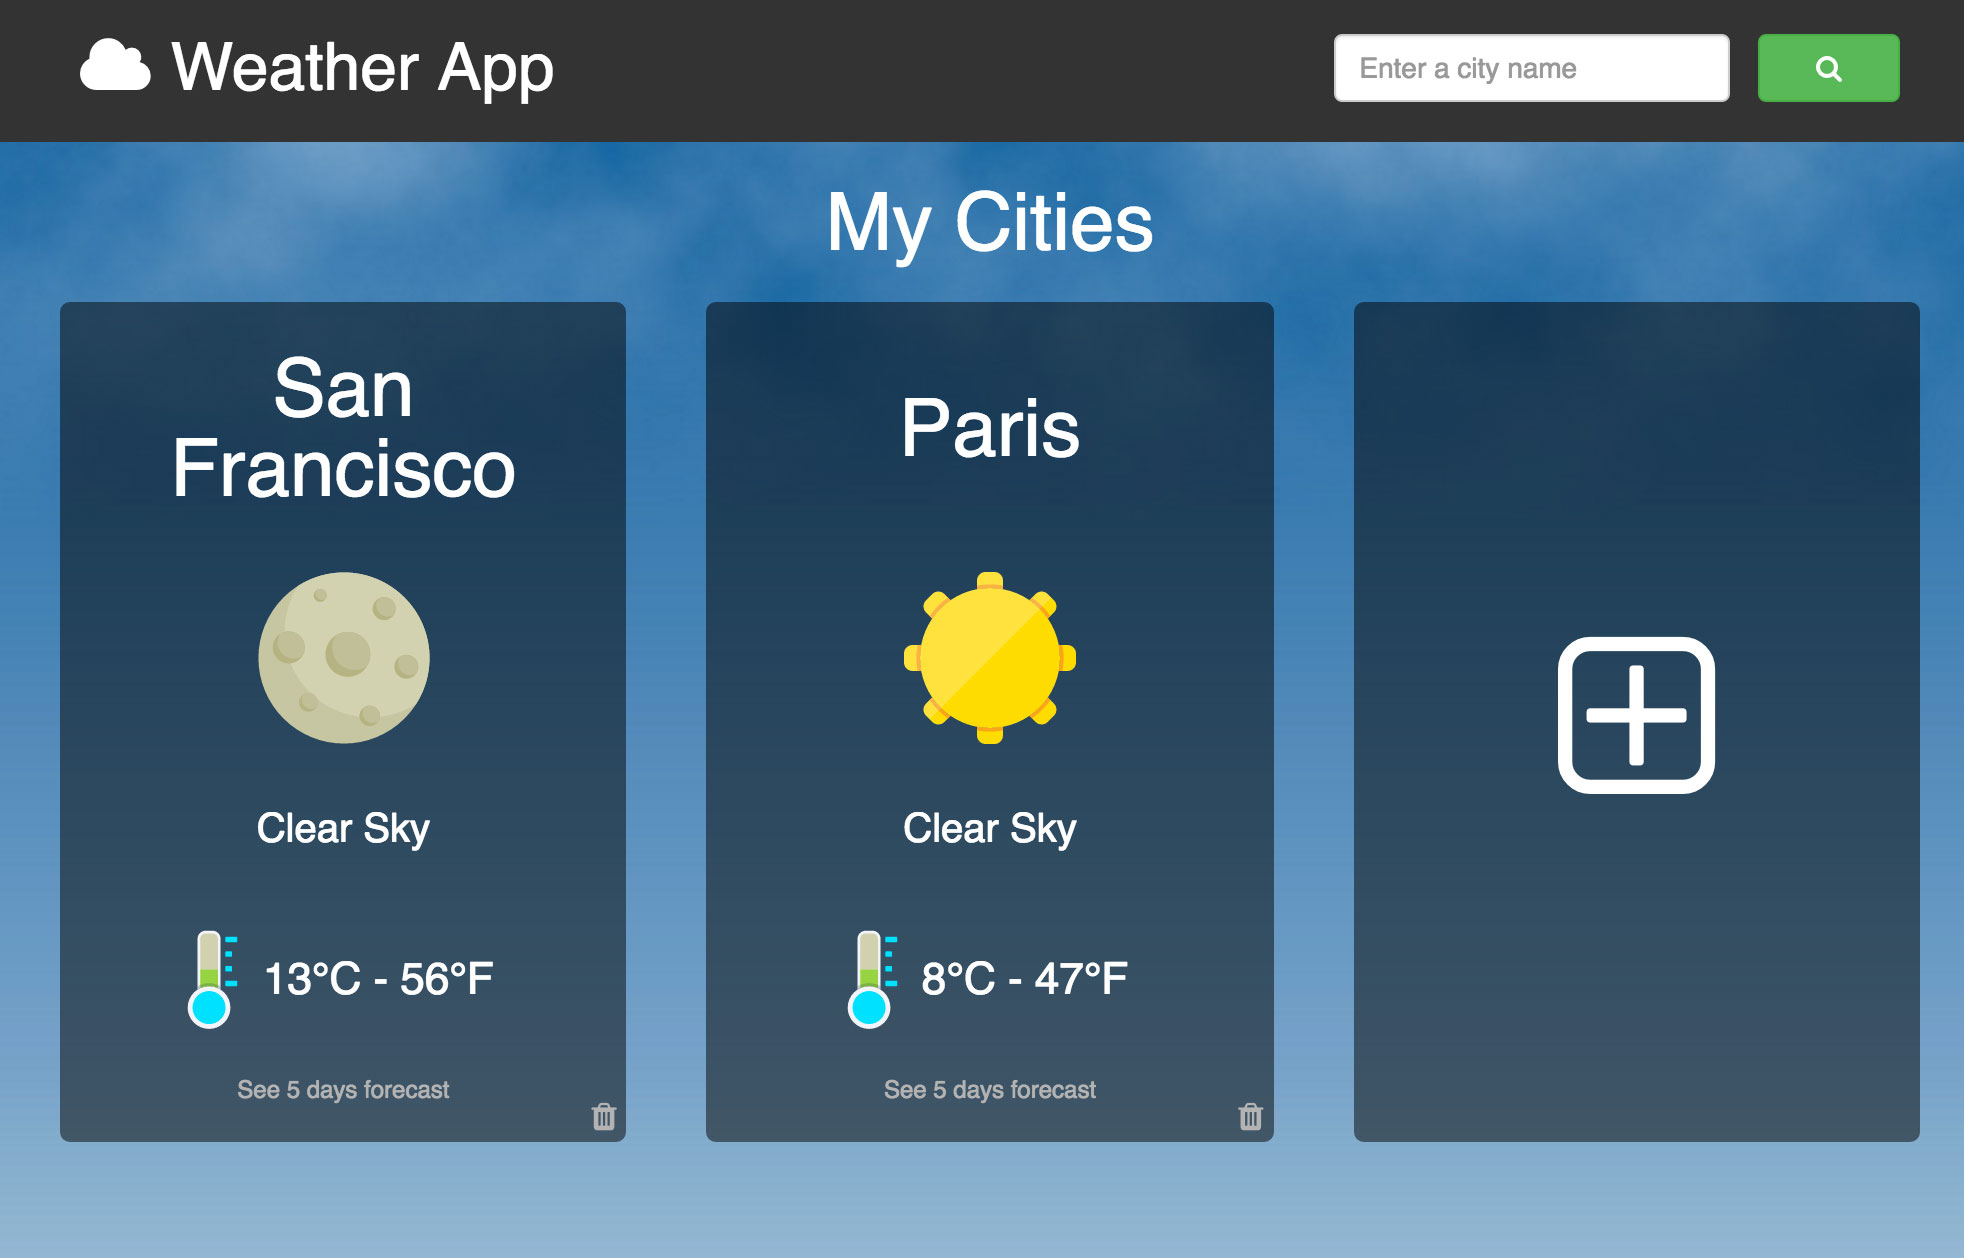 Weather App
Enter a city name
My Cities
San
Francisco
Clear Sky
13°C - 56°F
See 5 days forecast
Paris
Clear Sky
8°C - 47°F
See 5 days forecast